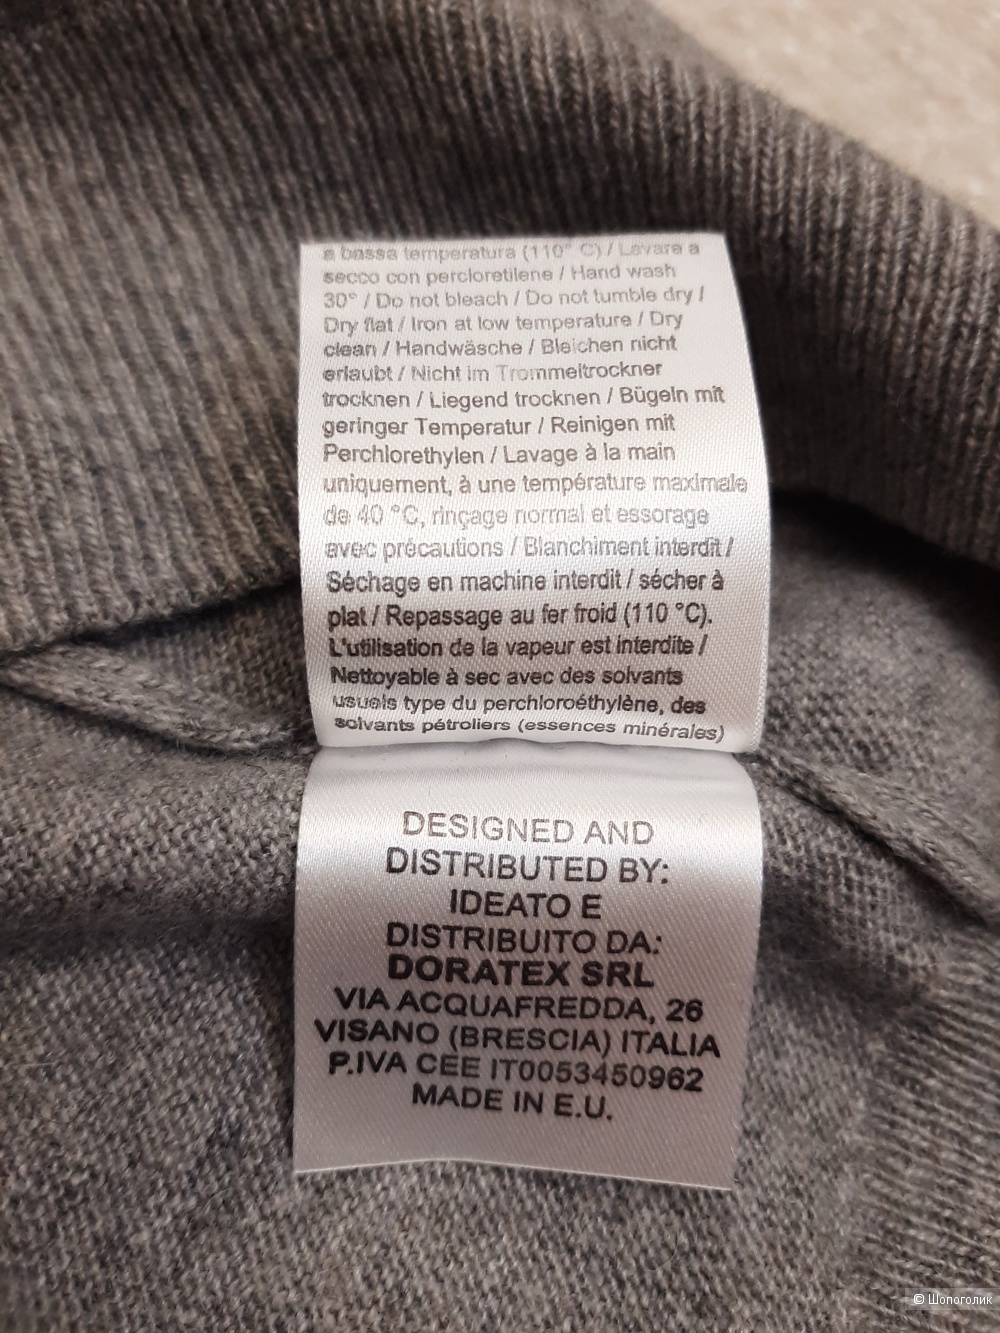 a bassa temperatura (110° C) / Lavare a
secco con percloretilene / Hand wash
30° / Do not bleach / Do not tumble dry /
Dry flat / Iron at low temperature / Dry
clean / Handwäsche / Bleichen nicht
erlaubt / Nicht im Trommeltrockner
trocknen / Liegend trocknen / Bügeln mit
geringer Temperatur / Reinigen mit
Perchlorethylen / Lavage à la main
uniquement, à une température maximale
de 40 °C, rinçage normal et essorage
avec précautions / Blanchiment interdit /
Séchage en machine interdit / sécher à
plat / Repassage au fer froid (110 °C).
L'utilisation de la vapeur est interdite /
Nettoyable à sec avec des solvants
usuels type du perchloroéthylène, des
solvants pétroliers (essences minérales)
DESIGNED AND
DISTRIBUTED BY:
IDEATO E
DISTRIBUITO DA:
DORATEX SRL
VIA ACQUAFREDDA, 26
VISANO (BRESCIA) ITALIA
P.IVA CEE IT0053450962
MADE IN E.U.
© Шопоголик